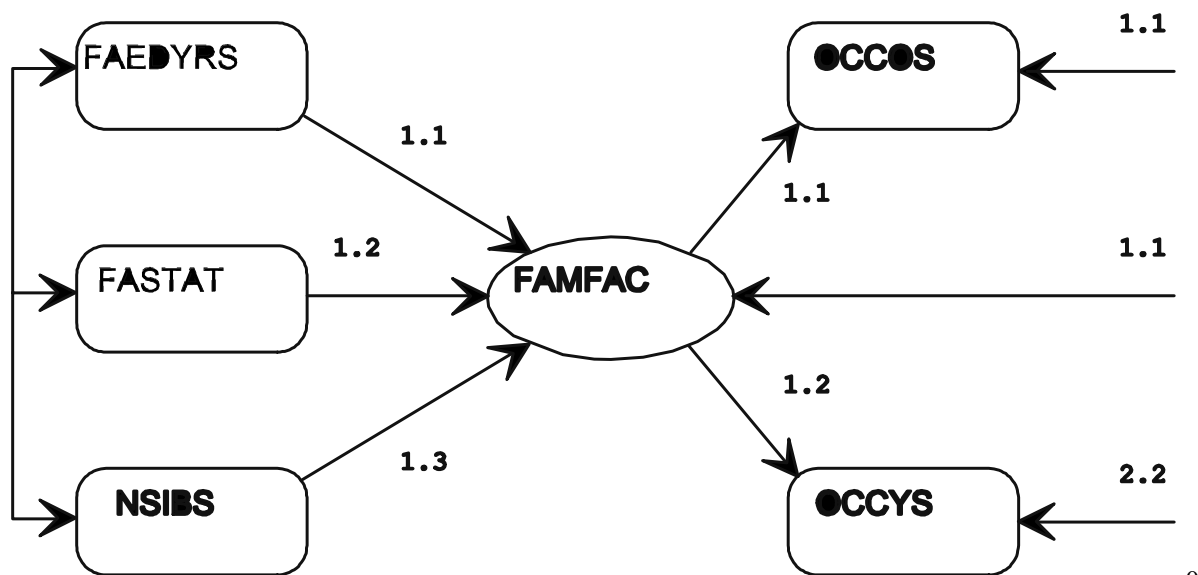 1.1
FAEDYRS
OCCOS
1.1
1.1
1.2
1.1
FASTAT
FAMFAC
1.2
1.3
2.2
NSIBS
OCCYS